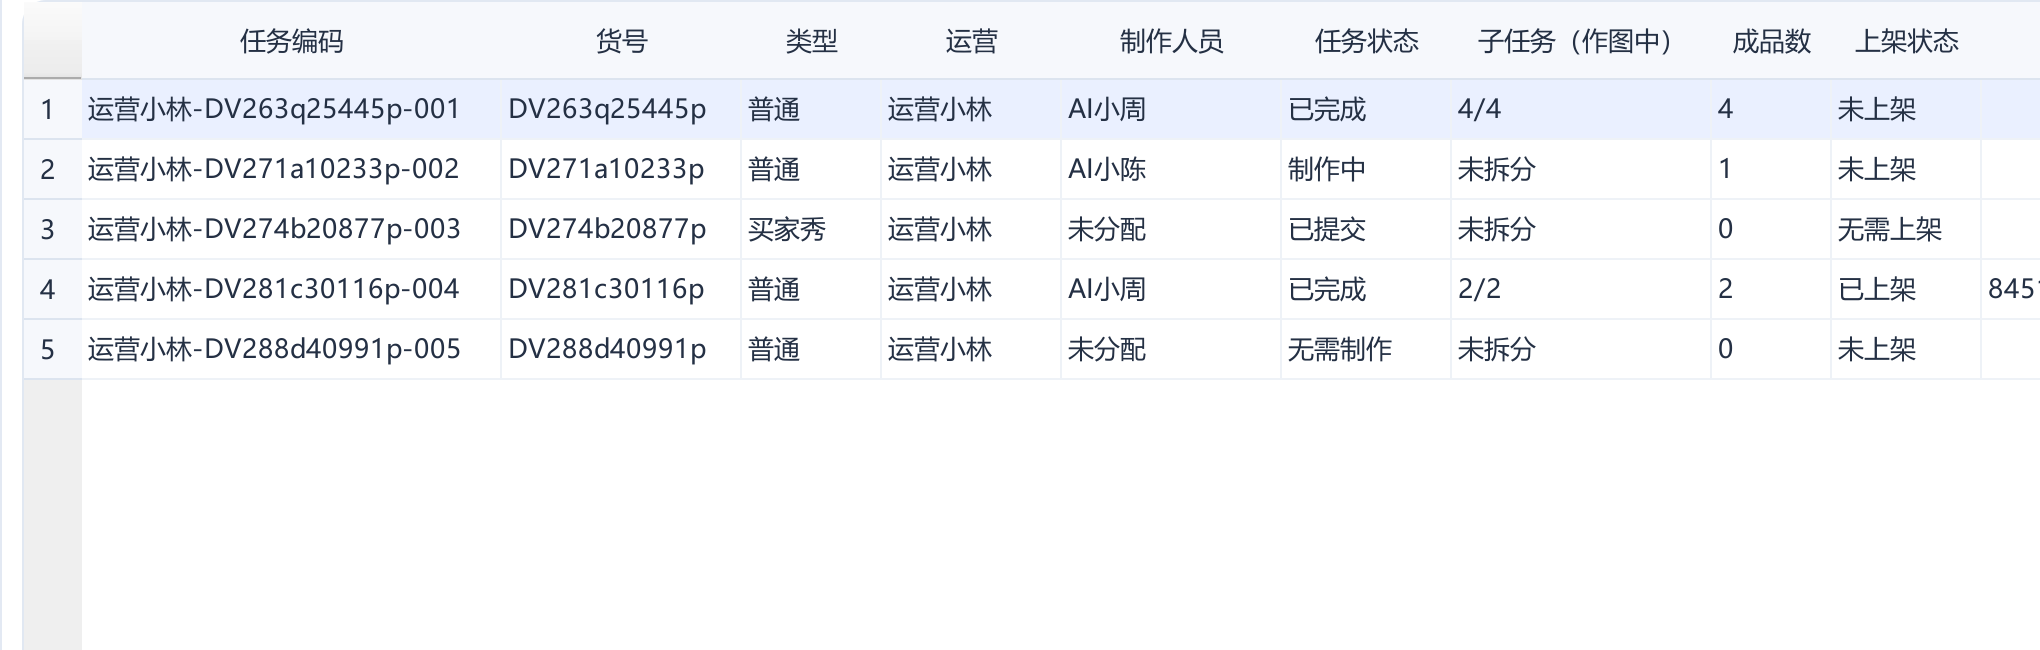 任务编码 货号 类型 运营 制作人员 任务状态 子任务（作图中） 成品数 上架状态
1 运营小林-DV263q25445p-001 DV263q25445p 普通 运营小林 AI小周 已完成 4/4 4 未上架
2 运营小林-DV271a10233p-002 DV271a10233p 普通 运营小林 AI小陈 制作中 未拆分 1 未上架
3 运营小林-DV274b20877p-003 DV274b20877p 买家秀 运营小林 未分配 已提交 未拆分 0 无需上架
4 运营小林-DV281c30116p-004 DV281c30116p 普通 运营小林 AI小周 已完成 2/2 2 已上架 845
5 运营小林-DV288d40991p-005 DV288d40991p 普通 运营小林 未分配 无需制作 未拆分 0 未上架